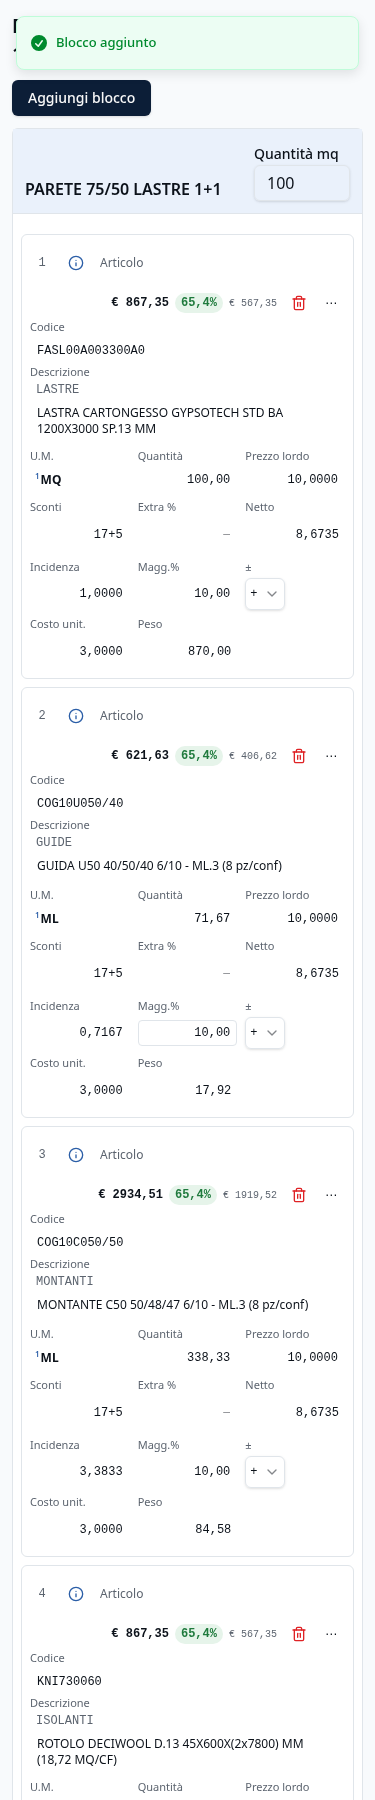 Blocco aggiunto
Aggiungi blocco
Quantità mq
PARETE 75/50 LASTRE 1+1
100
1 Articolo
€ 867,35 65,4% € 567,35 ...
Codice
FASL00A003300A0
Descrizione
LASTRE
LASTRA CARTONGESSO GYPSOTECH STD BA
1200X3000 SP.13 MM
U.M. Quantità Prezzo lordo
1MQ 100,00 10,0000
Sconti Extra % Netto
17+5 — 8,6735
Incidenza Magg.% ±
1,0000 10,00 +
Costo unit. Peso
3,0000 870,00
2 Articolo
€ 621,63 65,4% € 406,62 ...
Codice
COG10U050/40
Descrizione
GUIDE
GUIDA U50 40/50/40 6/10 - ML.3 (8 pz/conf)
U.M. Quantità Prezzo lordo
1ML 71,67 10,0000
Sconti Extra % Netto
17+5 — 8,6735
Incidenza Magg.% ±
0,7167 10,00 +
Costo unit. Peso
3,0000 17,92
3 Articolo
€ 2934,51 65,4% € 1919,52 ...
Codice
COG10C050/50
Descrizione
MONTANTI
MONTANTE C50 50/48/47 6/10 - ML.3 (8 pz/conf)
U.M. Quantità Prezzo lordo
1ML 338,33 10,0000
Sconti Extra % Netto
17+5 — 8,6735
Incidenza Magg.% ±
3,3833 10,00 +
Costo unit. Peso
3,0000 84,58
4 Articolo
€ 867,35 65,4% € 567,35 ...
Codice
KNI730060
Descrizione
ISOLANTI
ROTOLO DECIWOOL D.13 45X600X(2x7800) MM
(18,72 MQ/CF)
U.M. Quantità Prezzo lordo